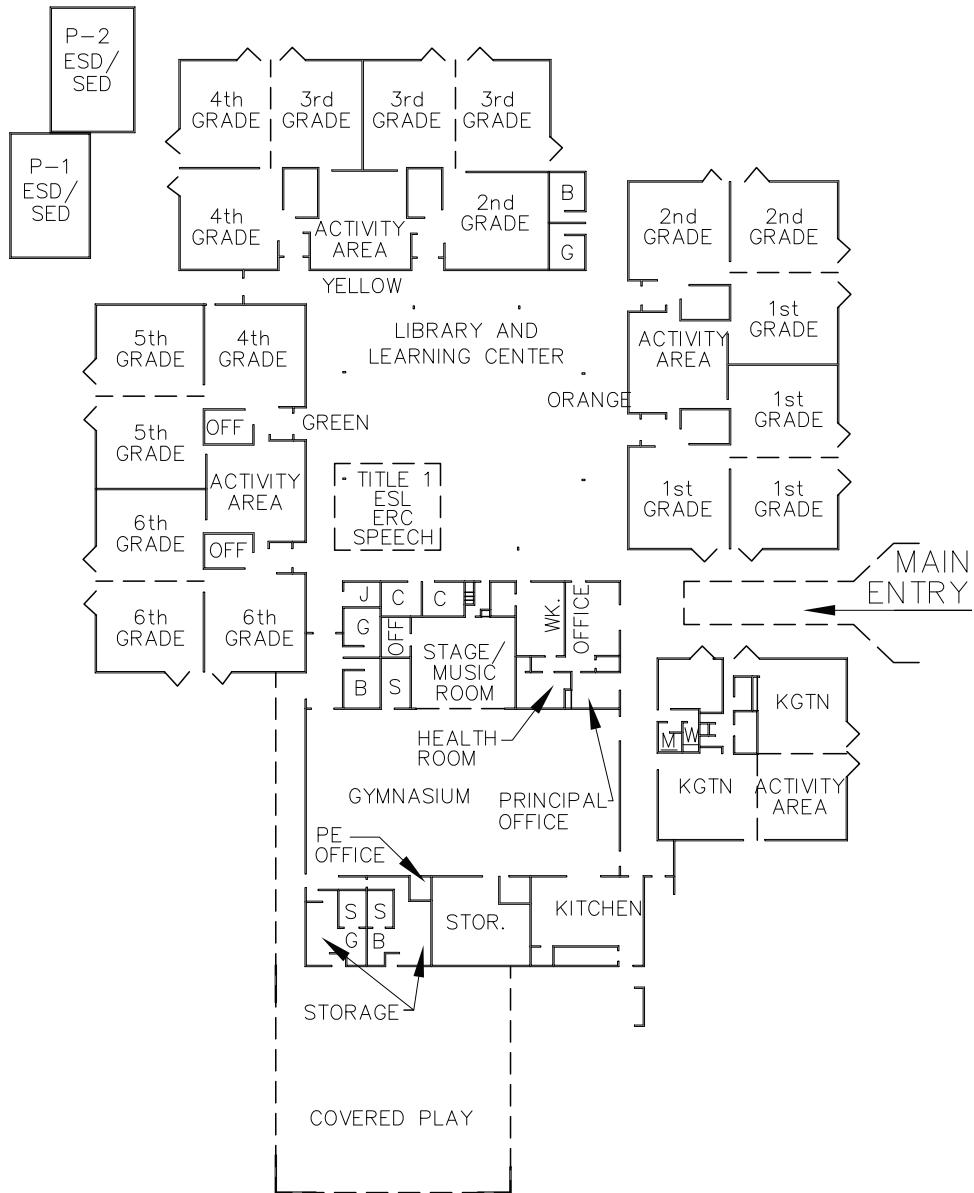 P-2
ESD/
SED
P-1
ESD/
SED
4th
GRADE
3rd
GRADE
3rd
GRADE
3rd
GRADE
4th
GRADE
ACTIVITY
AREA
2nd
GRADE
B
G
YELLOW
2nd
GRADE
2nd
GRADE
1st
GRADE
ACTIVITY
AREA
1st
GRADE
1st
GRADE
1st
GRADE
ORANGE
LIBRARY AND
LEARNING CENTER
5th
GRADE
4th
GRADE
OFF
GREEN
5th
GRADE
ACTIVITY
AREA
6th
GRADE
OFF
6th
GRADE
6th
GRADE
TITLE 1
ESL
ERC
SPEECH
MAIN
ENTRY
J
C
C
G
OFF
STAGE/
MUSIC
ROOM
WK.
OFFICE
B
S
HEALTH
ROOM
PRINCIPAL
OFFICE
GYMNASIUM
KGTN
M
W
KGTN
ACTIVITY
AREA
PE
OFFICE
S
S
G
B
STOR.
KITCHEN
STORAGE
COVERED PLAY